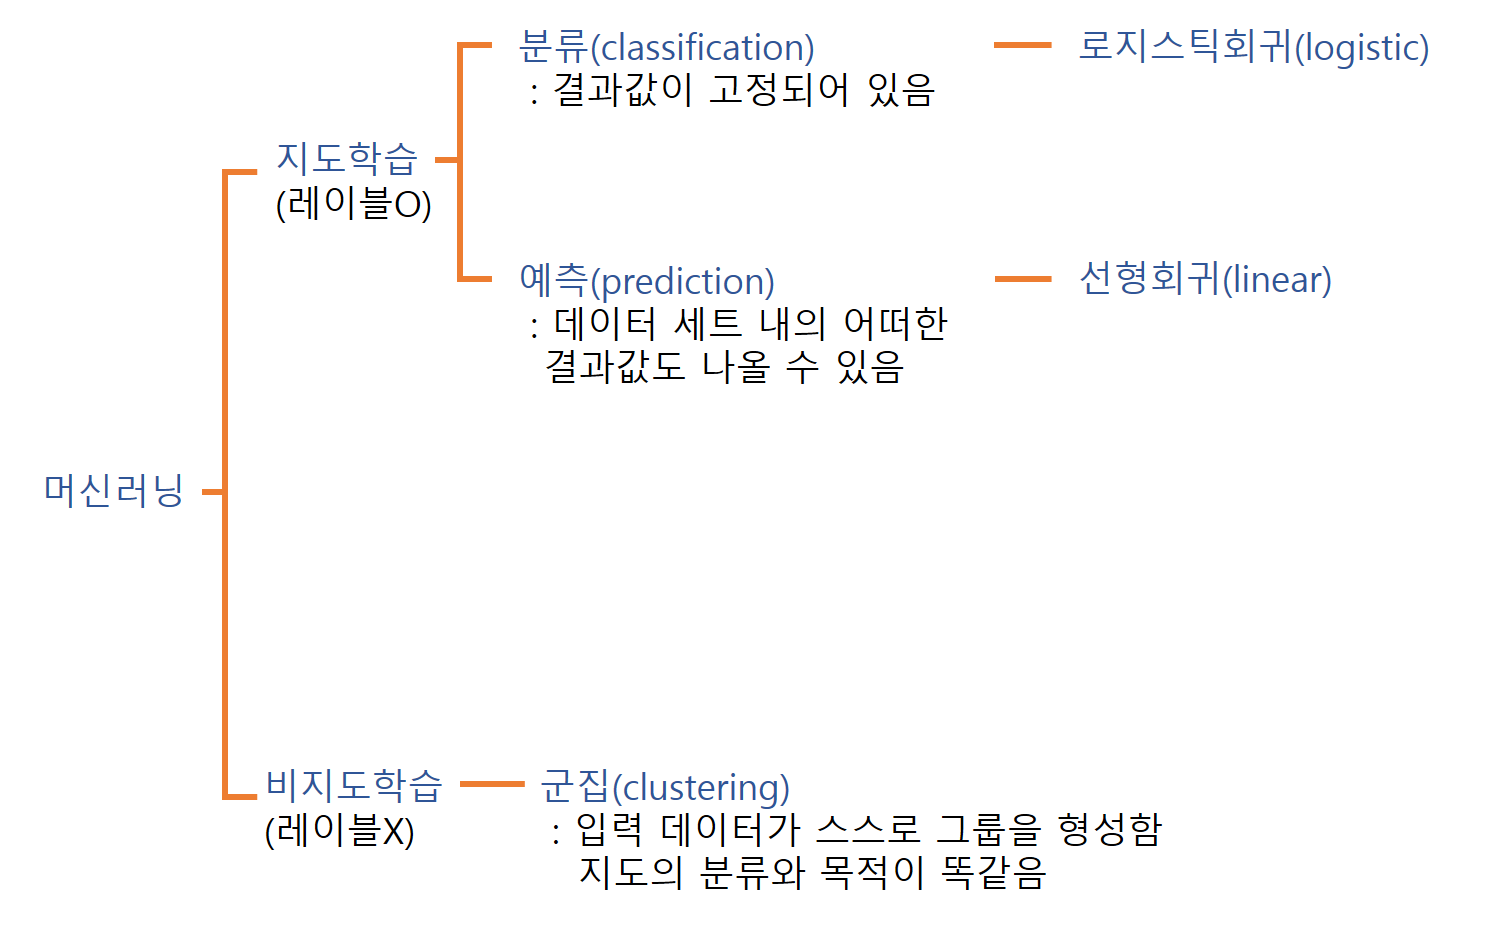 분류(classification)
: 결과값이 고정되어 있음
로지스틱회귀(logistic)
지도학습
(레이블O)
예측(prediction)
: 데이터 세트 내의 어떠한
결과값도 나올 수 있음
선형회귀(linear)
머신러닝
비지도학습
(레이블X)
군집(clustering)
: 입력 데이터가 스스로 그룹을 형성함
지도의 분류와 목적이 똑같음